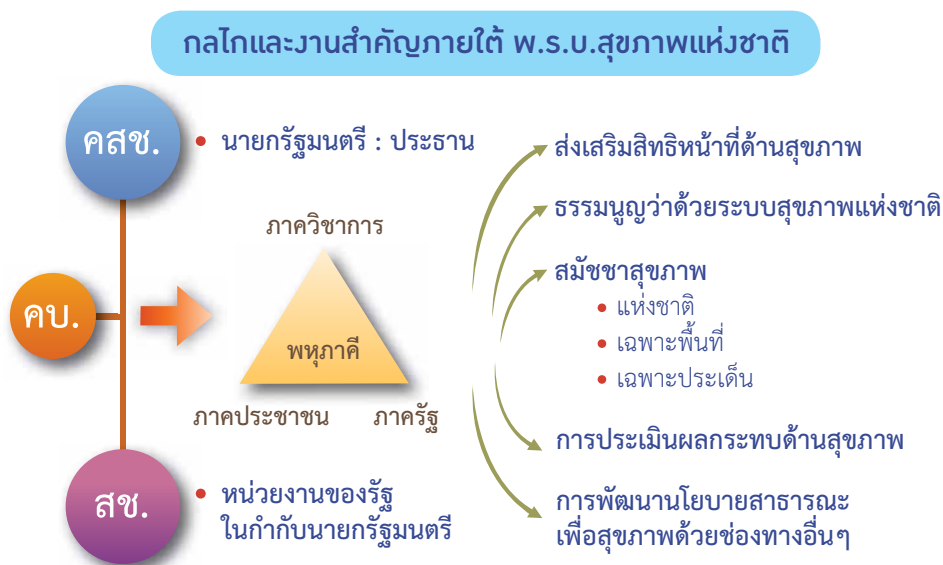 กลไกและงานสำคัญภายใต้ พ.ร.บ.สุขภาพแห่งชาติ
คสช.
• นายกรัฐมนตรี : ประธาน
คบ.
ภาควิชาการ
พหุภาคี
ภาคประชาชน
ภาครัฐ
สช.
• หน่วยงานของรัฐ
ในกำกับนายกรัฐมนตรี
ส่งเสริมสิทธิหน้าที่ด้านสุขภาพ
ธรรมนูญว่าด้วยระบบสุขภาพแห่งชาติ
สมัชชาสุขภาพ
• แห่งชาติ
• เฉพาะพื้นที่
• เฉพาะประเด็น
การประเมินผลกระทบด้านสุขภาพ
การพัฒนานโยบายสาธารณะ
เพื่อสุขภาพด้วยช่องทางอื่นๆ